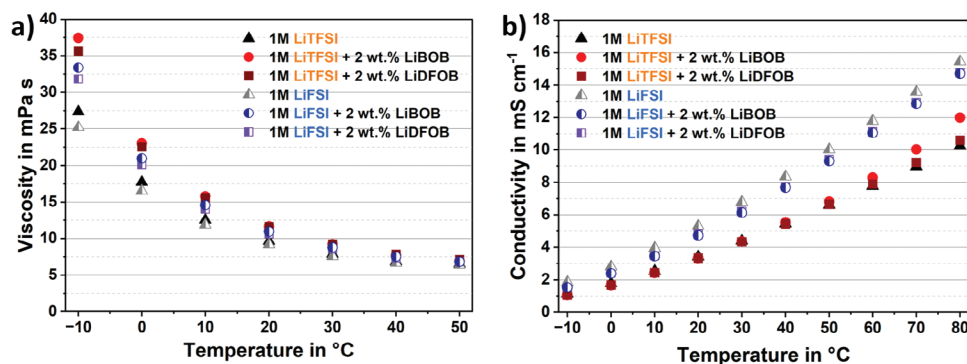 a)
Viscosity in mPa s
40
35
30
25
20
15
10
5
0
1M LiTFSI
1M LiTFSI + 2 wt.% LiBOB
1M LiTFSI + 2 wt.% LiDFOB
1M LiFSI
1M LiFSI + 2 wt.% LiBOB
1M LiFSI + 2 wt.% LiDFOB
−10 0 10 20 30 40 50
Temperature in °C
b)
Conductivity in mS cm⁻¹
18
16
14
12
10
8
6
4
2
0
1M LiTFSI
1M LiTFSI + 2 wt.% LiBOB
1M LiTFSI + 2 wt.% LiDFOB
1M LiFSI
1M LiFSI + 2 wt.% LiBOB
1M LiFSI + 2 wt.% LiDFOB
−10 0 10 20 30 40 50 60 70 80
Temperature in °C